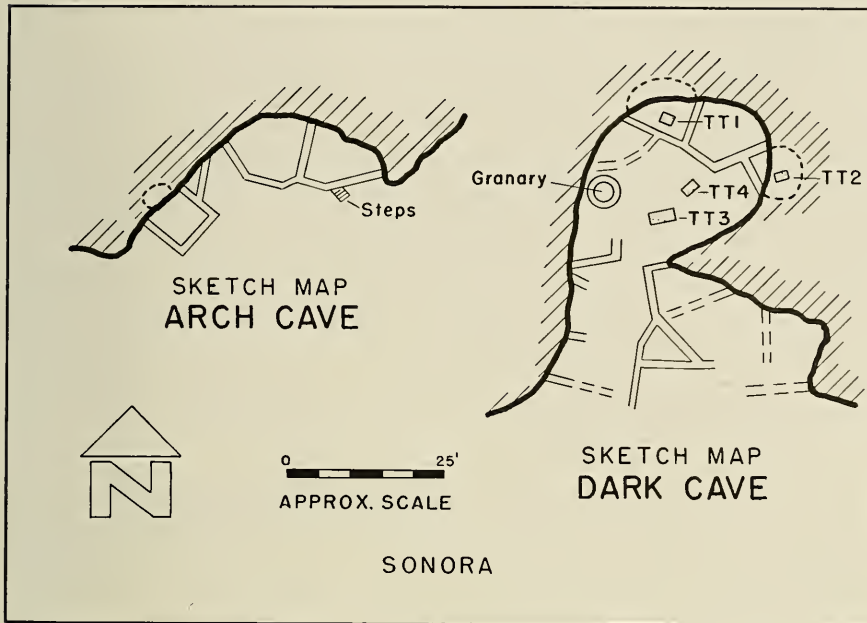 Steps
SKETCH MAP
ARCH CAVE
TT1
TT2
Granary
TT4
TT3
SKETCH MAP
DARK CAVE
N
0 25'
APPROX. SCALE
SONORA